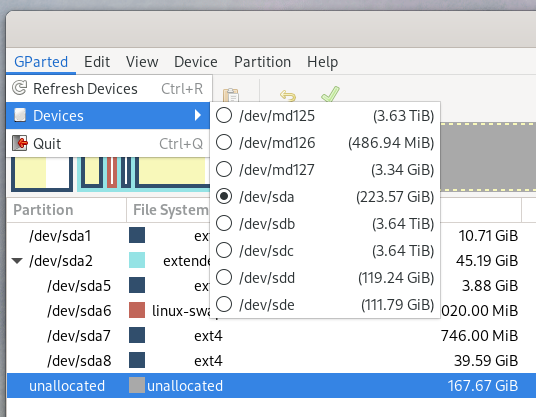 GParted Edit View Device Partition Help
Refresh Devices Ctrl+R
Devices
Quit Ctrl+Q
/dev/md125 (3.63 TiB)
/dev/md126 (486.94 MiB)
/dev/md127 (3.34 GiB)
/dev/sda (223.57 GiB)
/dev/sdb (3.64 TiB)
/dev/sdc (3.64 TiB)
/dev/sdd (119.24 GiB)
/dev/sde (111.79 GiB)
Partition File System
/dev/sda1 ext 10.71 GiB
/dev/sda2 extende 45.19 GiB
/dev/sda5 ext 3.88 GiB
/dev/sda6 linux-swa 020.00 MiB
/dev/sda7 ext4 746.00 MiB
/dev/sda8 ext4 39.59 GiB
unallocated unallocated 167.67 GiB